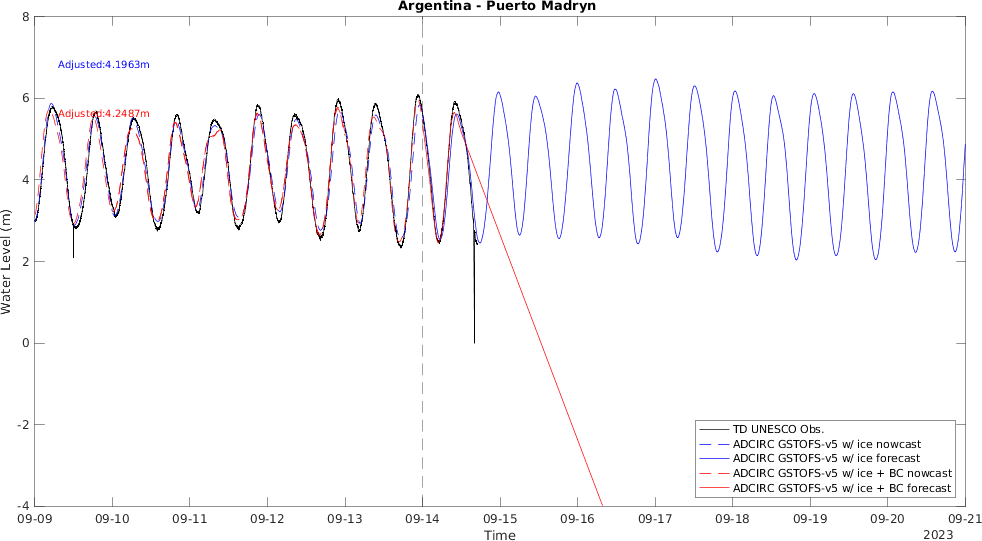 Argentina - Puerto Madryn
8
Adjusted:4.1963m
6
Adjusted:4.2487m
4
2
0
-2
-4
Water Level (m)
TD UNESCO Obs.
ADCIRC GSTOFS-v5 w/ ice nowcast
ADCIRC GSTOFS-v5 w/ ice forecast
ADCIRC GSTOFS-v5 w/ ice + BC nowcast
ADCIRC GSTOFS-v5 w/ ice + BC forecast
09-09 09-10 09-11 09-12 09-13 09-14 09-15 09-16 09-17 09-18 09-19 09-20 09-21
Time
2023